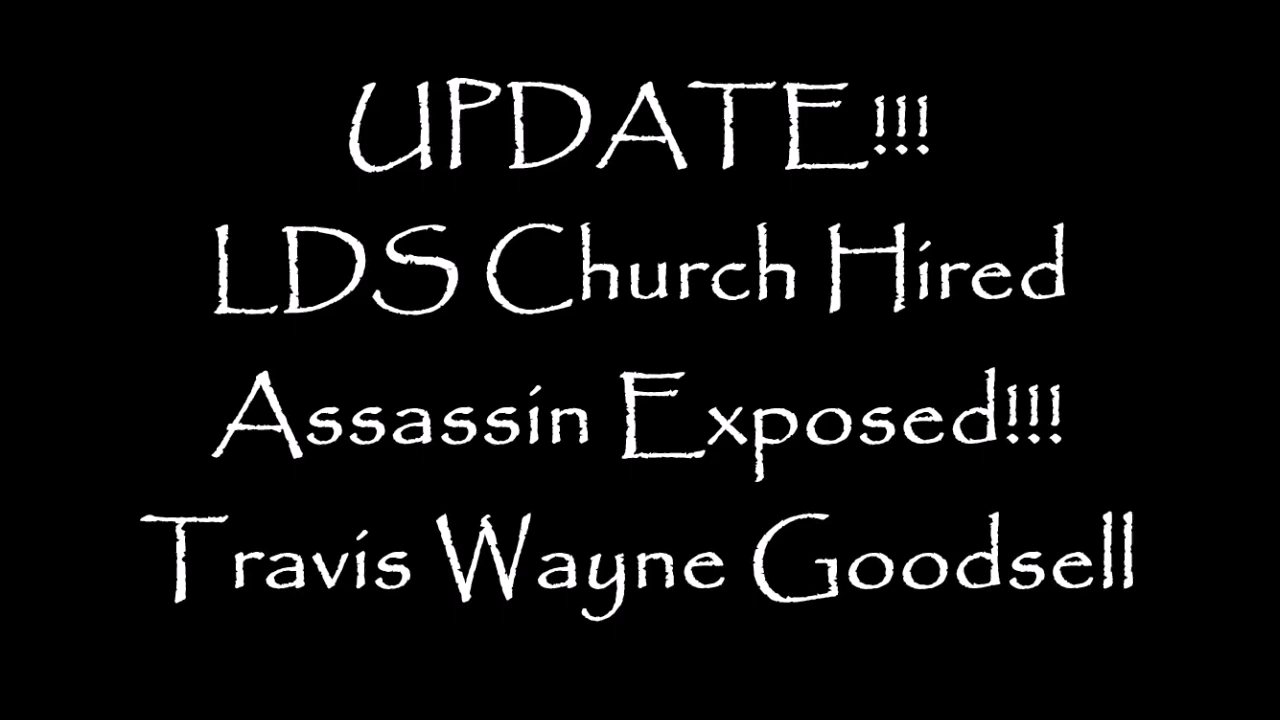 UPDATE!!!
LDS Church Hired
Assassin Exposed!!!
Travis Wayne Goodsell